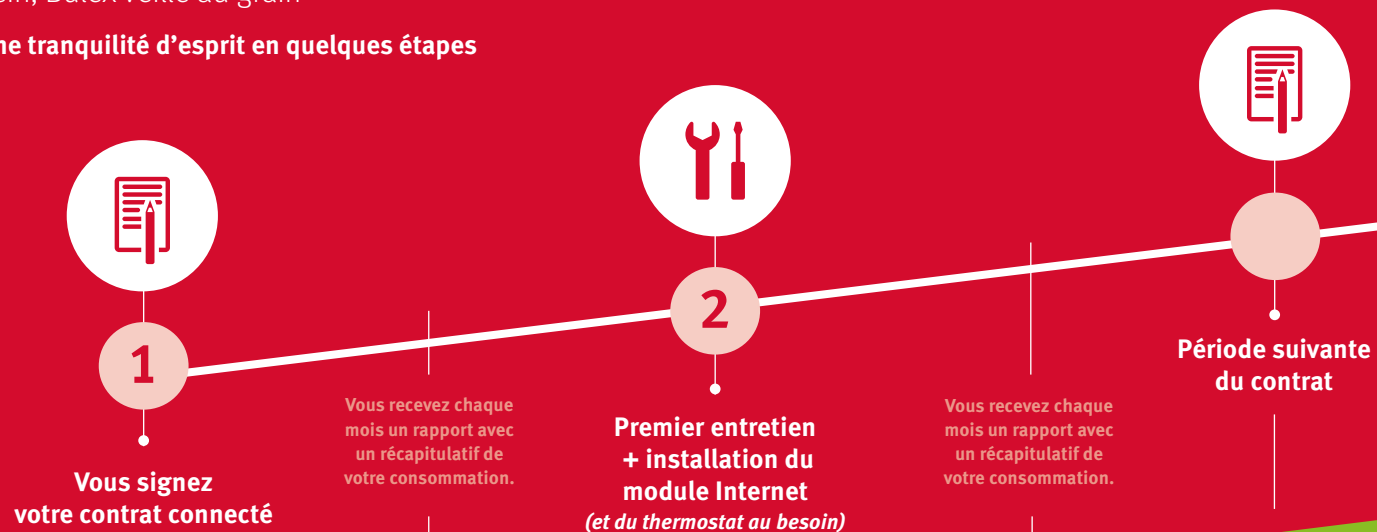 ne tranquilité d'esprit en quelques étapes
1
Vous signez
votre contrat connecté
Vous recevez chaque
mois un rapport avec
un récapitulatif de
votre consommation.
2
Premier entretien
+ installation du
module Internet
(et du thermostat au besoin)
Vous recevez chaque
mois un rapport avec
un récapitulatif de
votre consommation.
Période suivante
du contrat